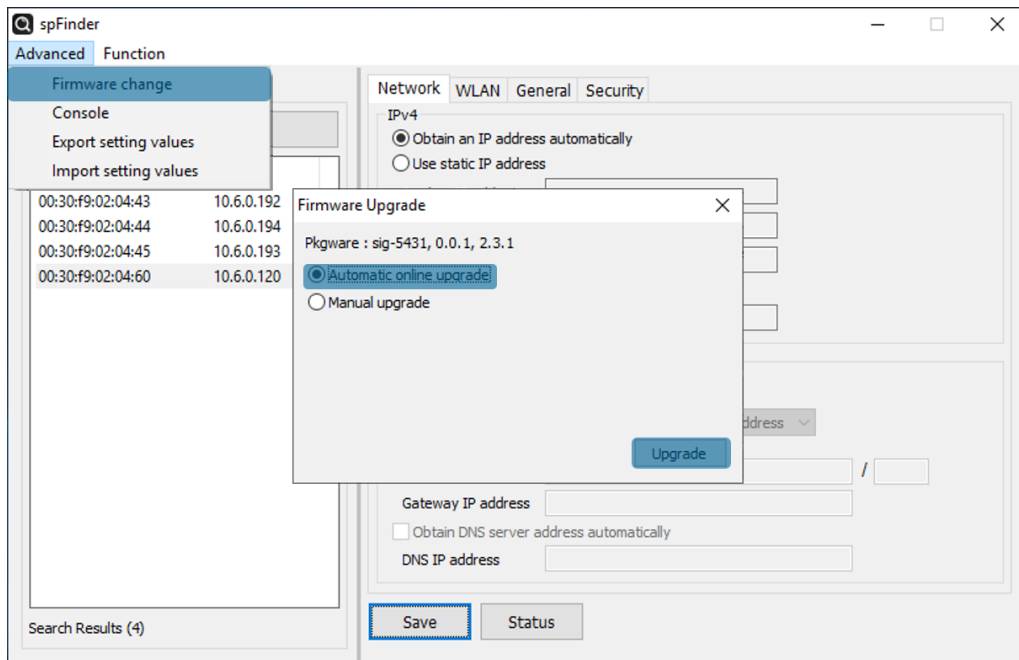 spFinder
Advanced Function
Firmware change
Console
Export setting values
Import setting values
00:30:f9:02:04:43 10.6.0.192
00:30:f9:02:04:44 10.6.0.194
00:30:f9:02:04:45 10.6.0.193
00:30:f9:02:04:60 10.6.0.120
Search Results (4)
Network WLAN General Security
IPv4
Obtain an IP address automatically
Use static IP address
Firmware Upgrade
Pkgware : sig-5431, 0.0.1, 2.3.1
Automatic online upgrade
Manual upgrade
Upgrade
ddress
/
Gateway IP address
Obtain DNS server address automatically
DNS IP address
Save Status